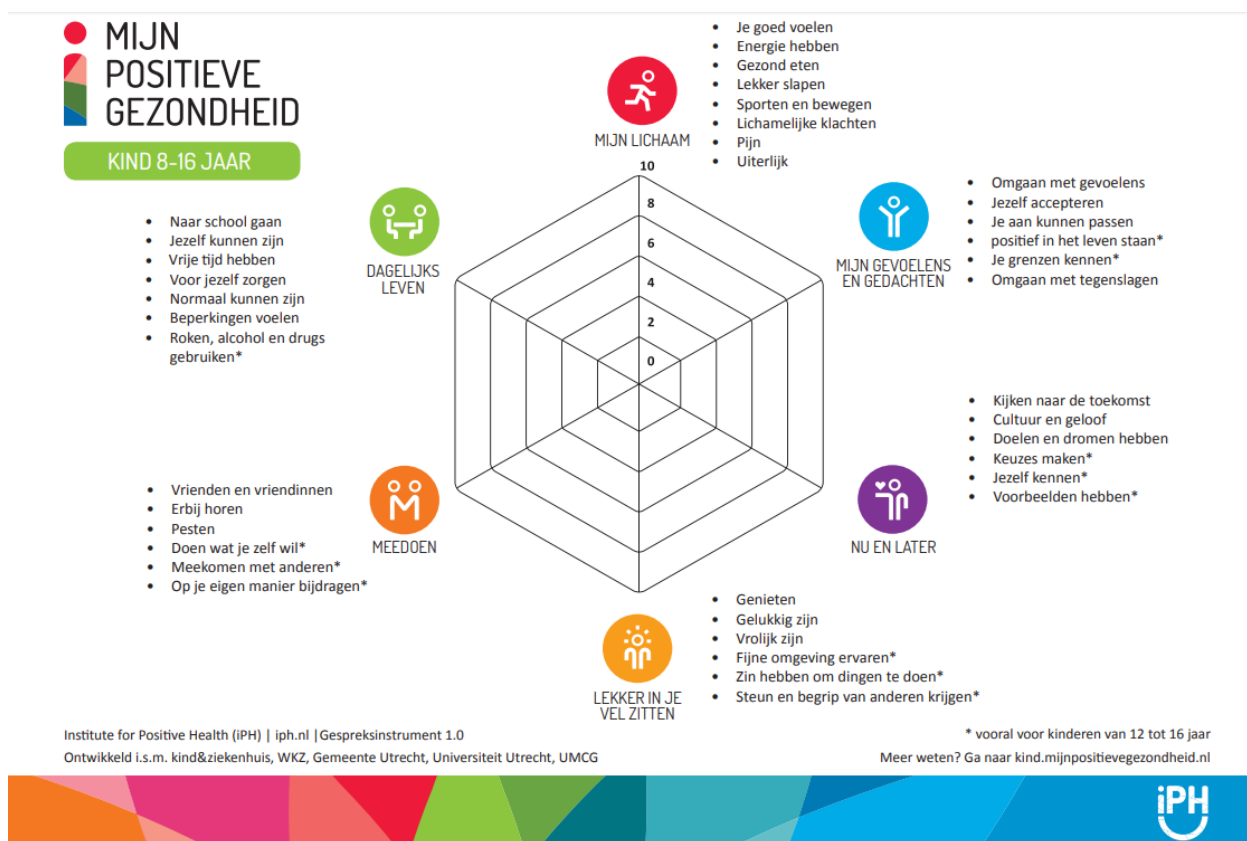 MIJN
POSITIEVE
GEZONDHEID
KIND 8-16 JAAR
MIJN LICHAAM
• Je goed voelen
• Energie hebben
• Gezond eten
• Lekker slapen
• Sporten en bewegen
• Lichamelijke klachten
• Pijn
• Uiterlijk
MIJN GEVOELENS
EN GEDACHTEN
• Omgaan met gevoelens
• Jezelf accepteren
• Je aan kunnen passen
• positief in het leven staan*
• Je grenzen kennen*
• Omgaan met tegenslagen
NU EN LATER
• Kijken naar de toekomst
• Cultuur en geloof
• Doelen en dromen hebben
• Keuzes maken*
• Jezelf kennen*
• Voorbeelden hebben*
LEKKER IN JE
VEL ZITTEN
• Genieten
• Gelukkig zijn
• Vrolijk zijn
• Fijne omgeving ervaren*
• Zin hebben om dingen te doen*
• Steun en begrip van anderen krijgen*
MEEDOEN
• Vrienden en vriendinnen
• Erbij horen
• Pesten
• Doen wat je zelf wil*
• Meekomen met anderen*
• Op je eigen manier bijdragen*
DAGELIJKS
LEVEN
• Naar school gaan
• Jezelf kunnen zijn
• Vrije tijd hebben
• Voor jezelf zorgen
• Normaal kunnen zijn
• Beperkingen voelen
• Roken, alcohol en drugs
gebruiken*
10
8
6
4
2
0
Institute for Positive Health (iPH) | iph.nl |Gespreksinstrument 1.0
Ontwikkeld i.s.m. kind&ziekenhuis, WKZ, Gemeente Utrecht, Universiteit Utrecht, UMCG
* vooral voor kinderen van 12 tot 16 jaar
Meer weten? Ga naar kind.mijnpositievegezondheid.nl
iPH